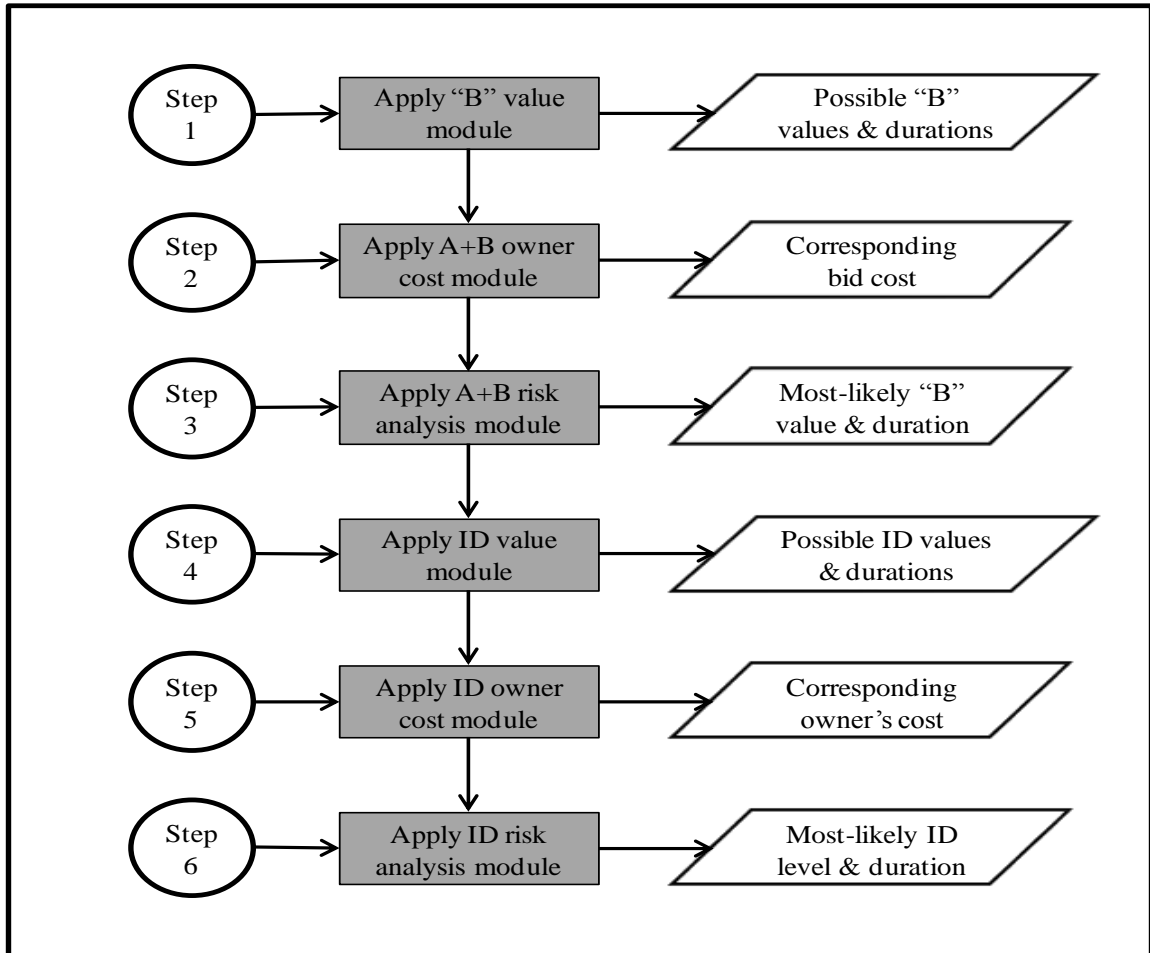 Step
1
Apply “B” value
module
Possible “B”
values & durations
Step
2
Apply A+B owner
cost module
Corresponding
bid cost
Step
3
Apply A+B risk
analysis module
Most-likely “B”
value & duration
Step
4
Apply ID value
module
Possible ID values
& durations
Step
5
Apply ID owner
cost module
Corresponding
owner’s cost
Step
6
Apply ID risk
analysis module
Most-likely ID
level & duration